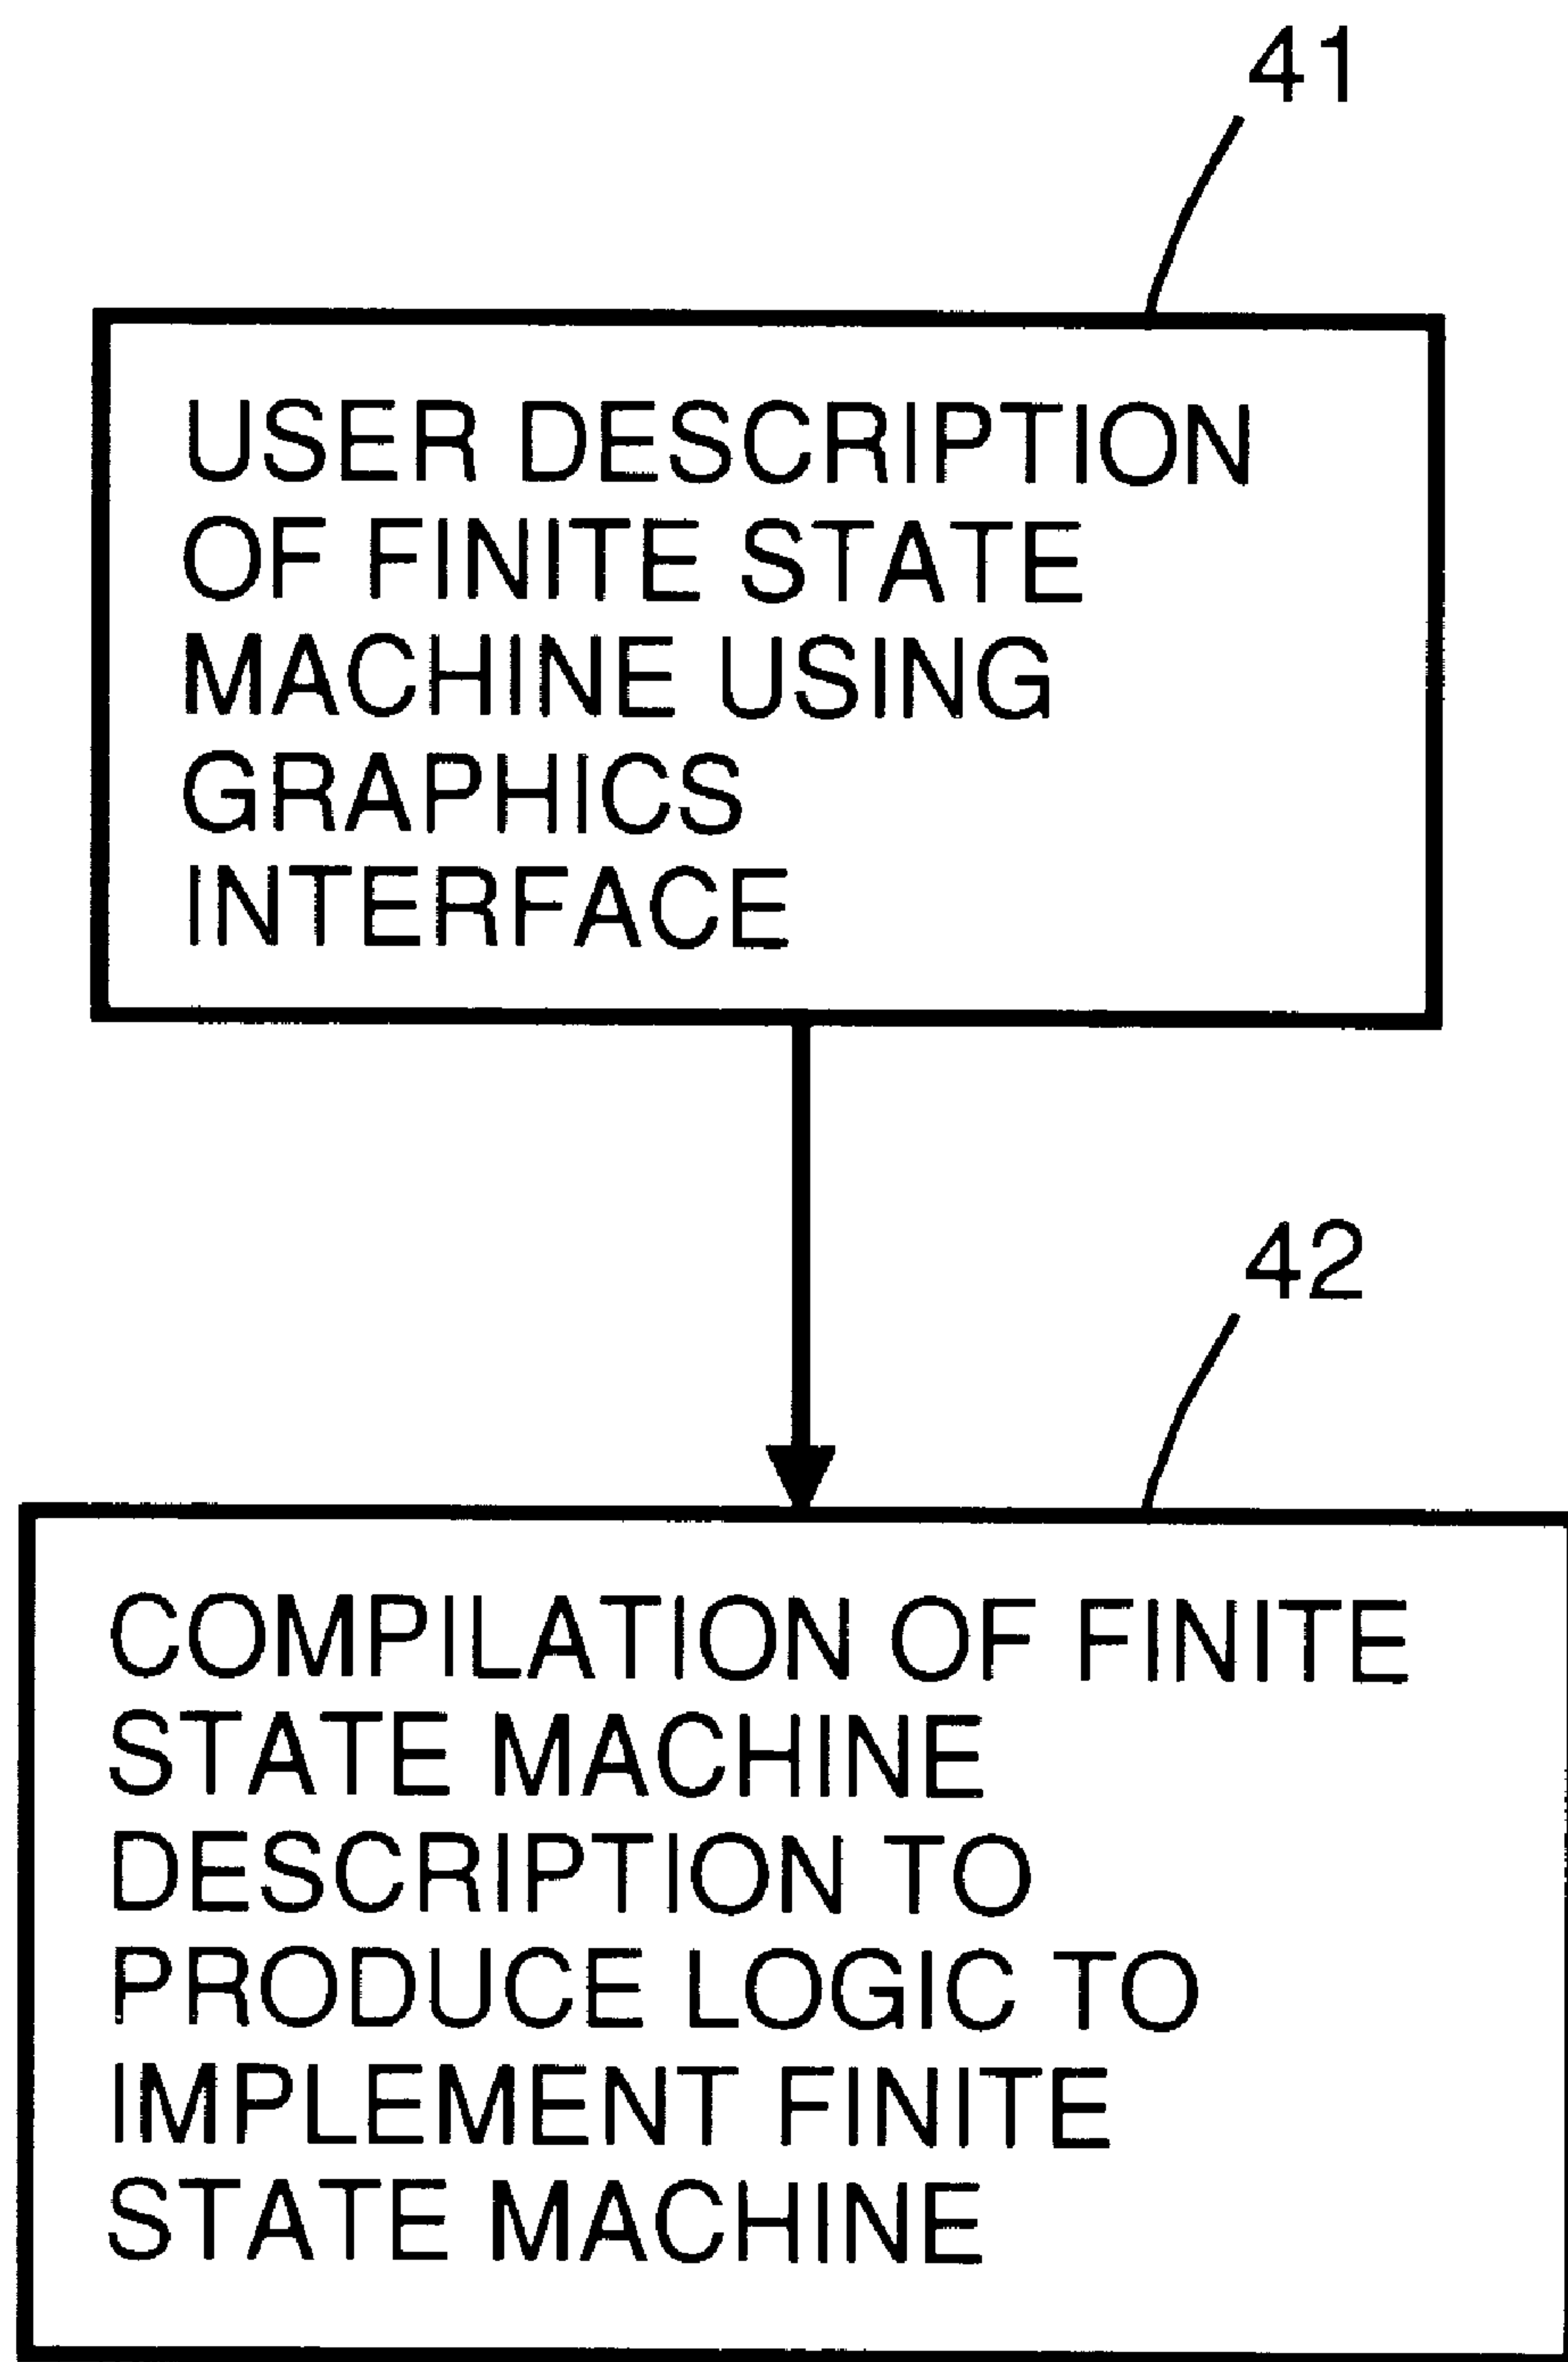 41
USER DESCRIPTION
OF FINITE STATE
MACHINE USING
GRAPHICS
INTERFACE
42
COMPILATION OF FINITE
STATE MACHINE
DESCRIPTION TO
PRODUCE LOGIC TO
IMPLEMENT FINITE
STATE MACHINE